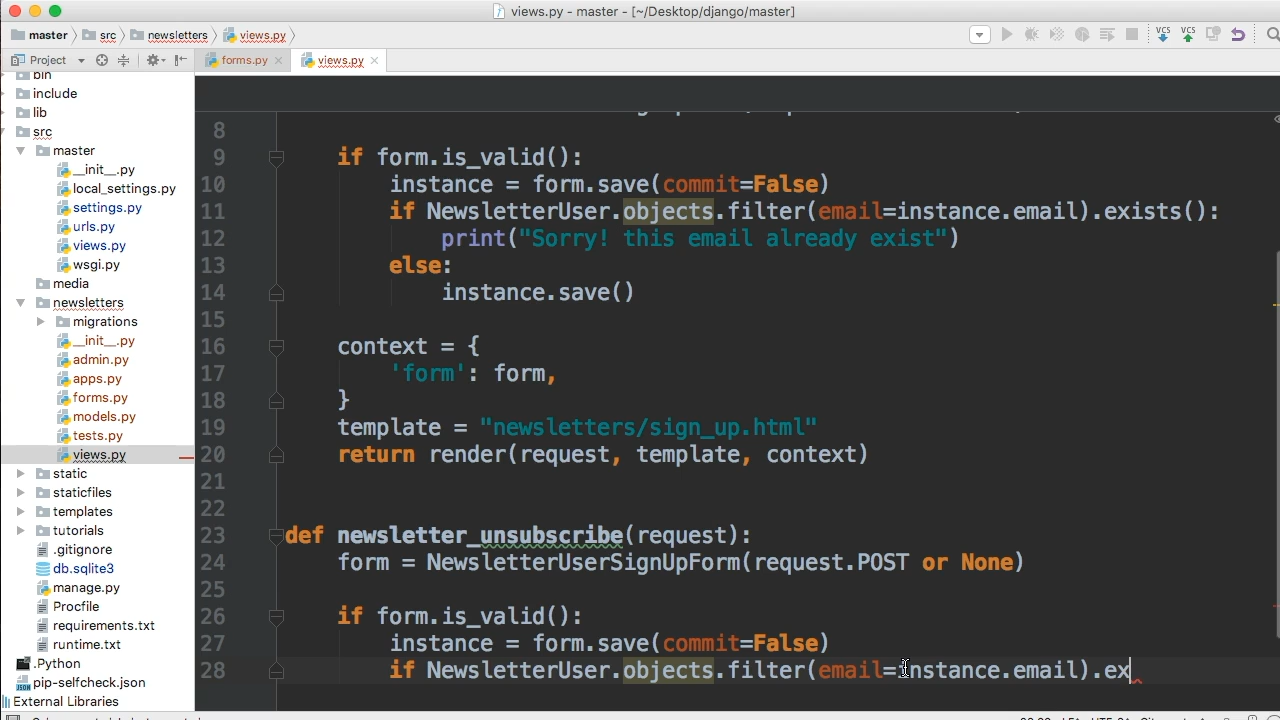 views.py - master - [~/Desktop/django/master]
master src newsletters views.py
VCS VCS
Project forms.py views.py
bin
include
lib
src
master
__init__.py
local_settings.py
settings.py
urls.py
views.py
wsgi.py
media
newsletters
migrations
__init__.py
admin.py
apps.py
forms.py
models.py
tests.py
views.py
static
staticfiles
templates
tutorials
.gitignore
db.sqlite3
manage.py
Procfile
requirements.txt
runtime.txt
.Python
pip-selfcheck.json
External Libraries
8
9 if form.is_valid():
10 instance = form.save(commit=False)
11 if NewsletterUser.objects.filter(email=instance.email).exists():
12 print("Sorry! this email already exist")
13 else:
14 instance.save()
15
16 context = {
17 'form': form,
18 }
19 template = "newsletters/sign_up.html"
20 return render(request, template, context)
21
22
23 def newsletter_unsubscribe(request):
24 form = NewsletterUserSignUpForm(request.POST or None)
25
26 if form.is_valid():
27 instance = form.save(commit=False)
28 if NewsletterUser.objects.filter(email=instance.email).ex